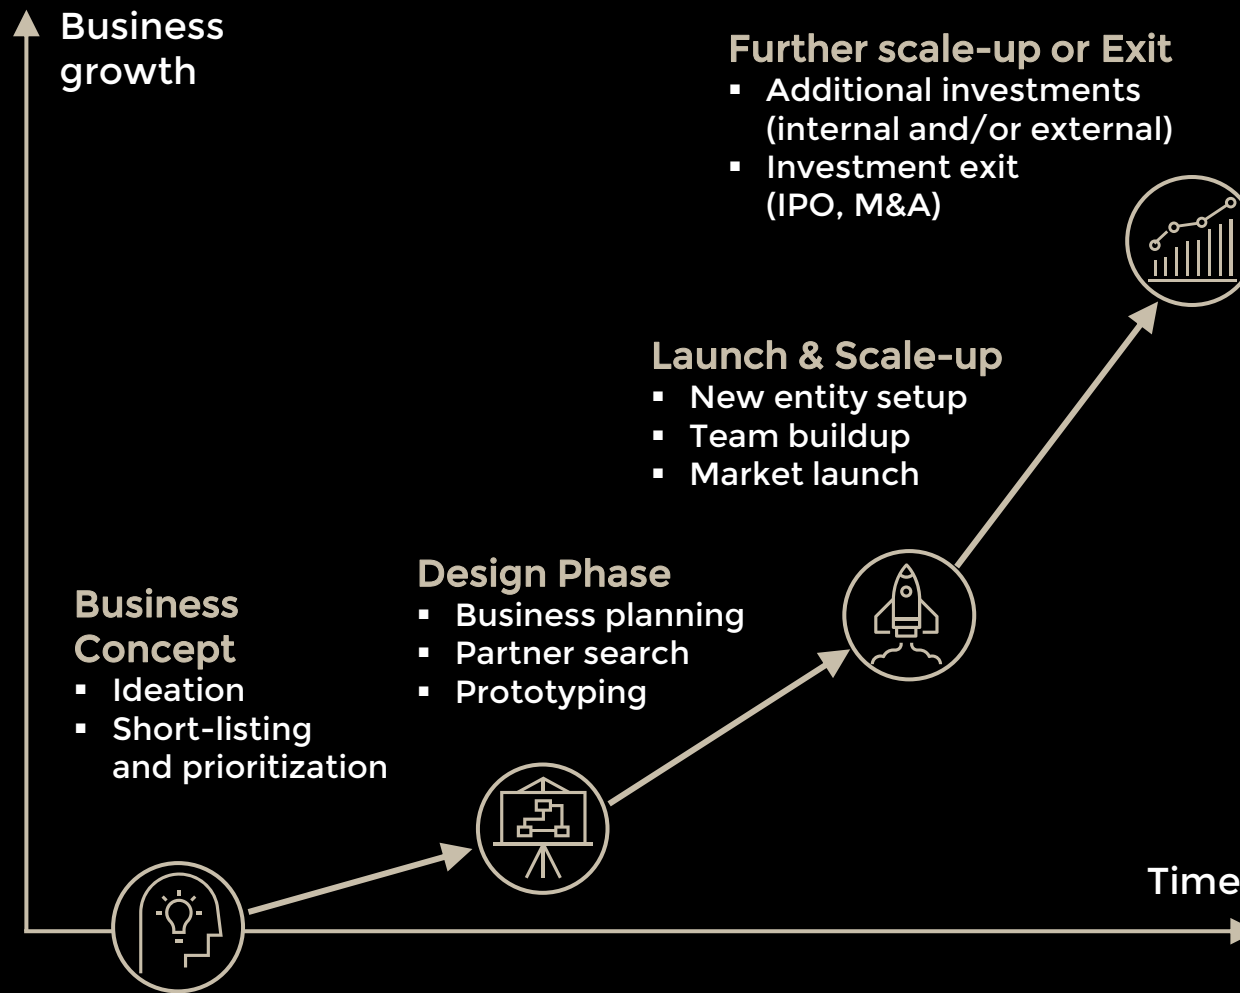 Business
growth
Further scale-up or Exit
▪ Additional investments
(internal and/or external)
▪ Investment exit
(IPO, M&A)
Launch & Scale-up
▪ New entity setup
▪ Team buildup
▪ Market launch
Design Phase
▪ Business planning
▪ Partner search
▪ Prototyping
Business
Concept
▪ Ideation
▪ Short-listing
and prioritization
Time